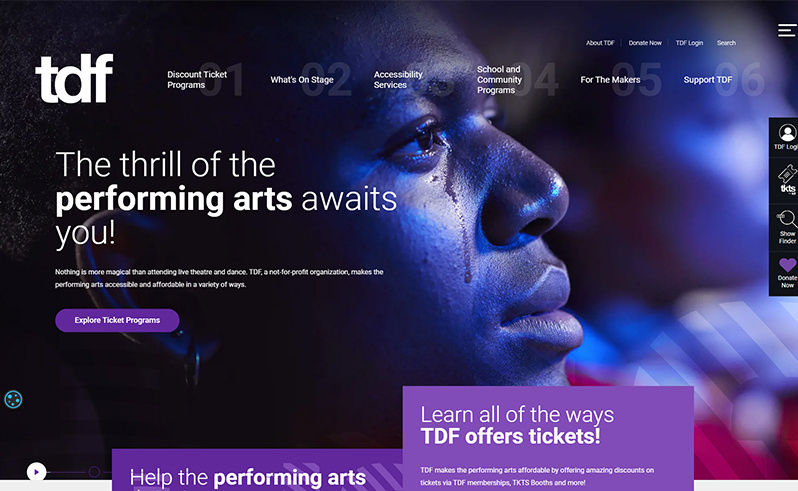 About TDF
Donate Now
TDF Login
Search
tdf
Discount Ticket
Programs
01
What's On Stage
02
Accessibility
Services
03
School and
Community
Programs
04
For The Makers
05
Support TDF
06
The thrill of the
performing arts awaits
you!
Nothing is more magical than attending live theatre and dance. TDF, a not-for-profit organization, makes the
performing arts accessible and affordable in a variety of ways.
Explore Ticket Programs
TDF Logi
tkts
Show
Finder
Donate
Now
Learn all of the ways
TDF offers tickets!
TDF makes the performing arts affordable by offering amazing discounts on
tickets via TDF memberships, TKTS Booths and more!
Help the performing arts